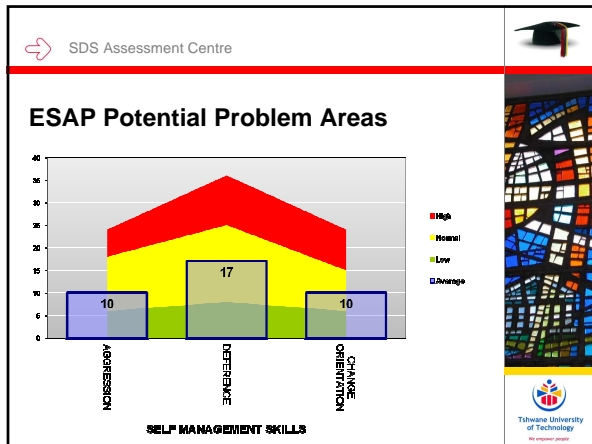 SDS Assessment Centre
ESAP Potential Problem Areas
40
35
30
25
20
15
10
5
0
10
17
10
AGGRESSION
DEFERENCE
CHANGE
ORIENTATION
SELF MANAGEMENT SKILLS
High
Normal
Low
Average
Tshwane University
of Technology
We empower people